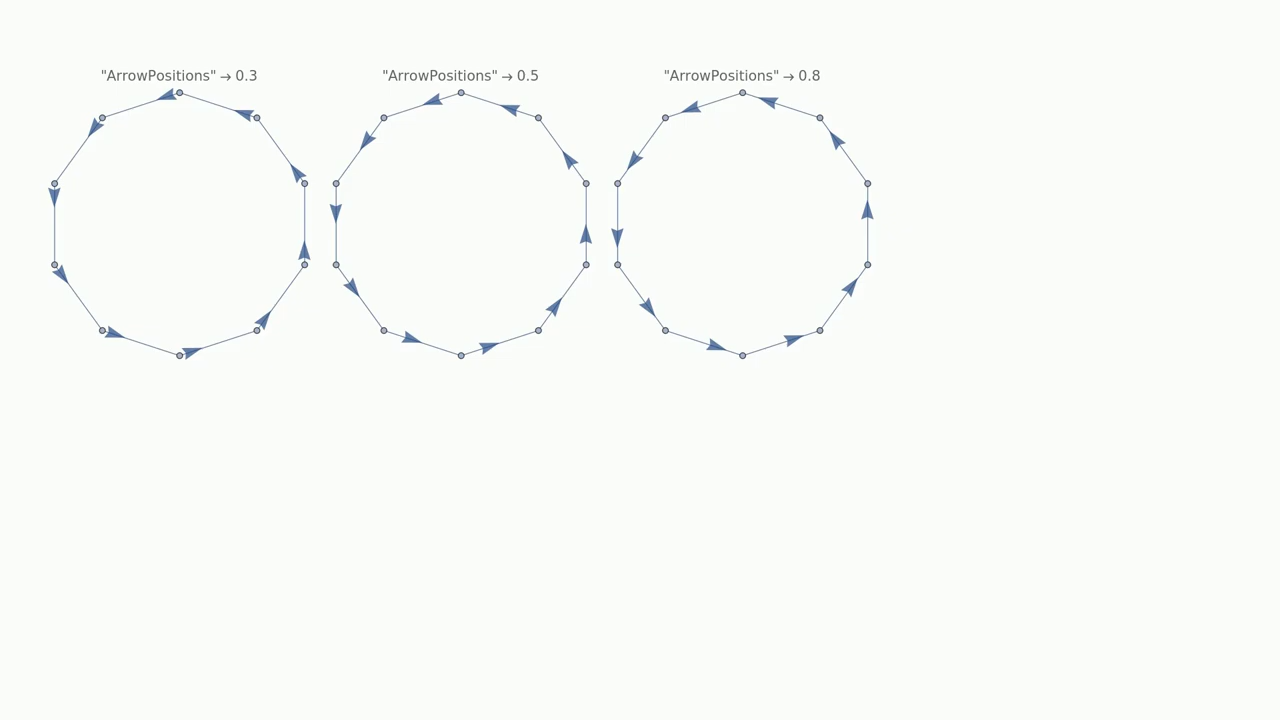 "ArrowPositions" → 0.3
"ArrowPositions" → 0.5
"ArrowPositions" → 0.8